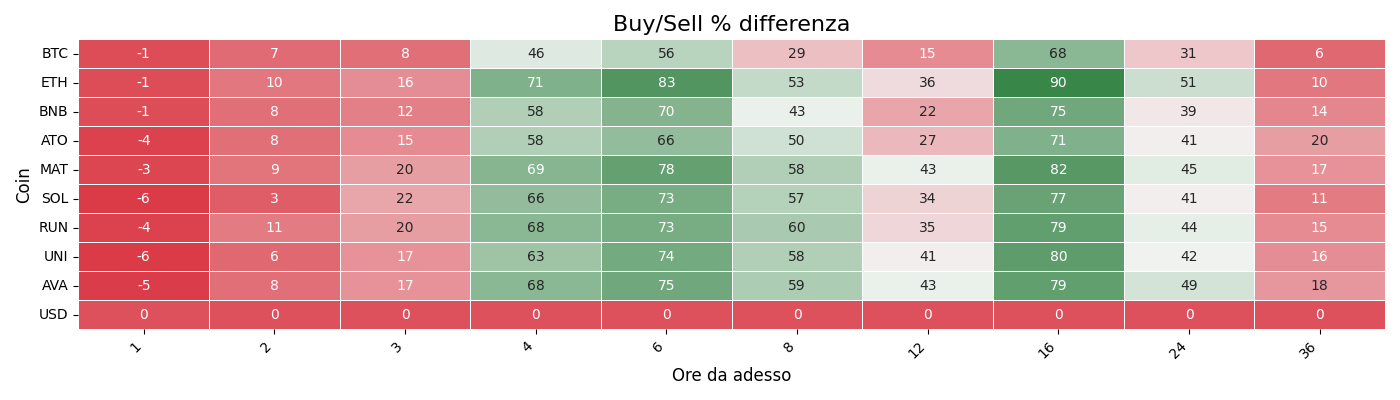 Buy/Sell % differenza
Coin
BTC -1 7 8 46 56 29 15 68 31 6
ETH -1 10 16 71 83 53 36 90 51 10
BNB -1 8 12 58 70 43 22 75 39 14
ATO -4 8 15 58 66 50 27 71 41 20
MAT -3 9 20 69 78 58 43 82 45 17
SOL -6 3 22 66 73 57 34 77 41 11
RUN -4 11 20 68 73 60 35 79 44 15
UNI -6 6 17 63 74 58 41 80 42 16
AVA -5 8 17 68 75 59 43 79 49 18
USD 0 0 0 0 0 0 0 0 0 0
1 2 3 4 6 8 12 16 24 36
Ore da adesso